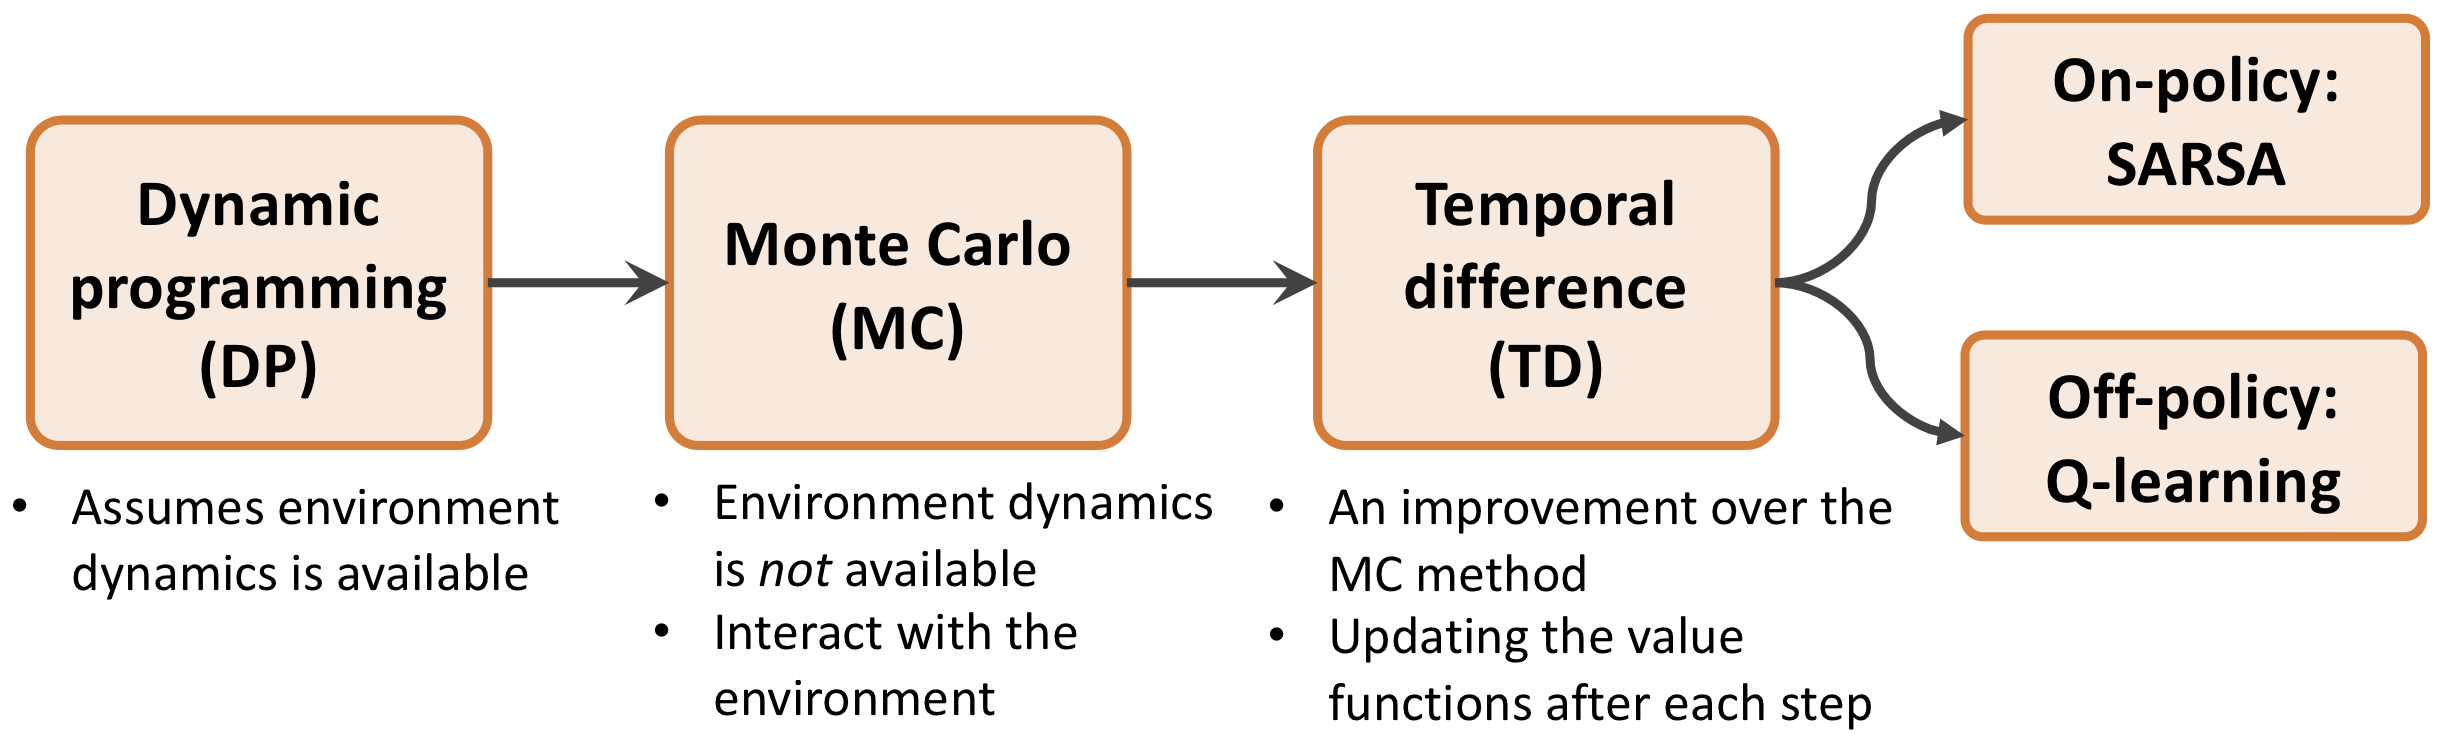 Dynamic
programming
(DP)
• Assumes environment
dynamics is available
Monte Carlo
(MC)
• Environment dynamics
is not available
• Interact with the
environment
Temporal
difference
(TD)
• An improvement over the
MC method
• Updating the value
functions after each step
On-policy:
SARSA
Off-policy:
Q-learning